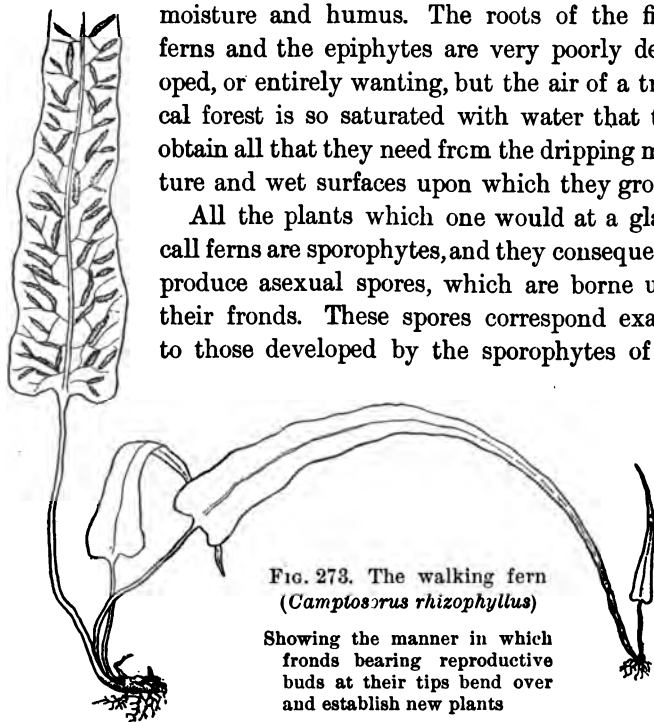 moisture and humus. The roots of the fi
ferns and the epiphytes are very poorly de
oped, or entirely wanting, but the air of a tr
cal forest is so saturated with water that t
obtain all that they need from the dripping m
ture and wet surfaces upon which they gro
All the plants which one would at a gla
call ferns are sporophytes, and they conseque
produce asexual spores, which are borne u
their fronds. These spores correspond exa
to those developed by the sporophytes of
FIG. 273. The walking fern
(Camptosorus rhizophyllus)
Showing the manner in which
fronds bearing reproductive
buds at their tips bend over
and establish new plants